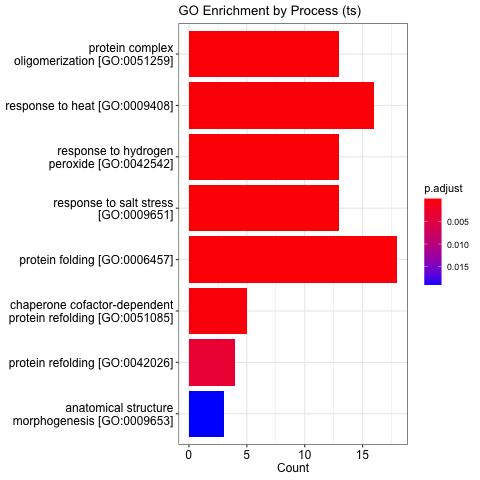 GO Enrichment by Process (ts)
protein complex
oligomerization [GO:0051259]
response to heat [GO:0009408]
response to hydrogen
peroxide [GO:0042542]
response to salt stress
[GO:0009651]
protein folding [GO:0006457]
chaperone cofactor-dependent
protein refolding [GO:0051085]
protein refolding [GO:0042026]
anatomical structure
morphogenesis [GO:0009653]
0 5 10 15
Count
p.adjust
0.005
0.010
0.015